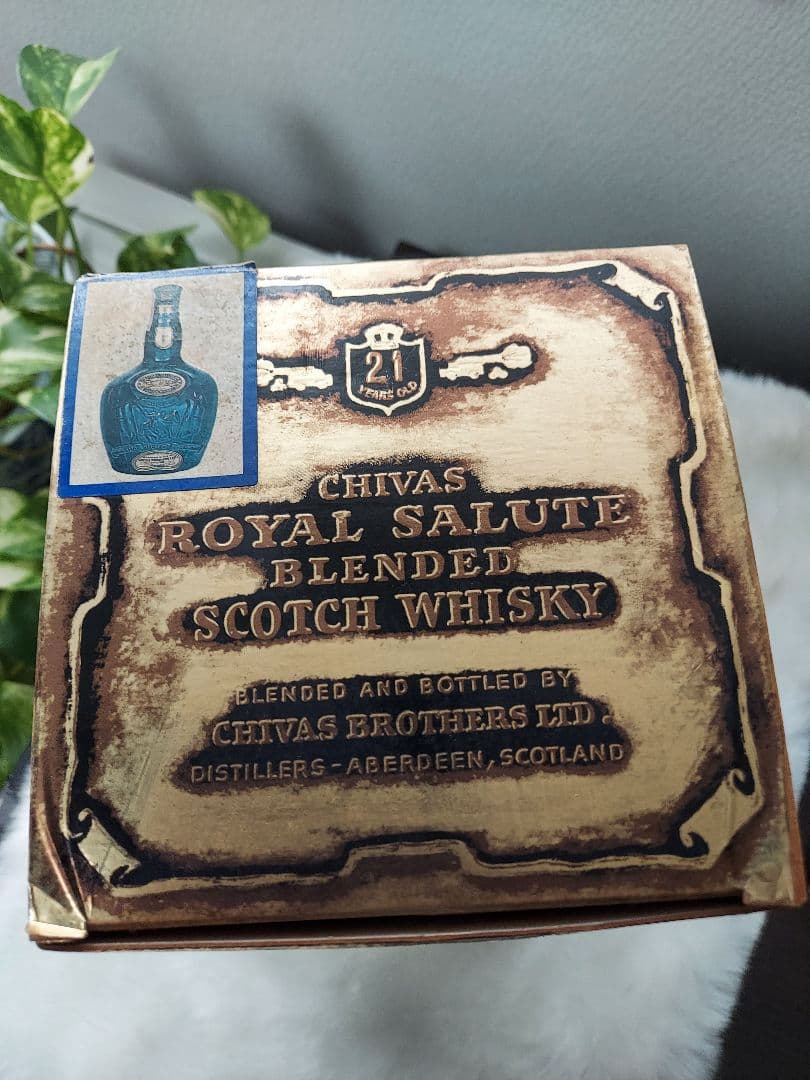 21
YEARS OLD
CHIVAS
ROYAL SALUTE
BLENDED
SCOTCH WHISKY
BLENDED AND BOTTLED BY
CHIVAS BROTHERS LTD.
DISTILLERS-ABERDEEN, SCOTLAND